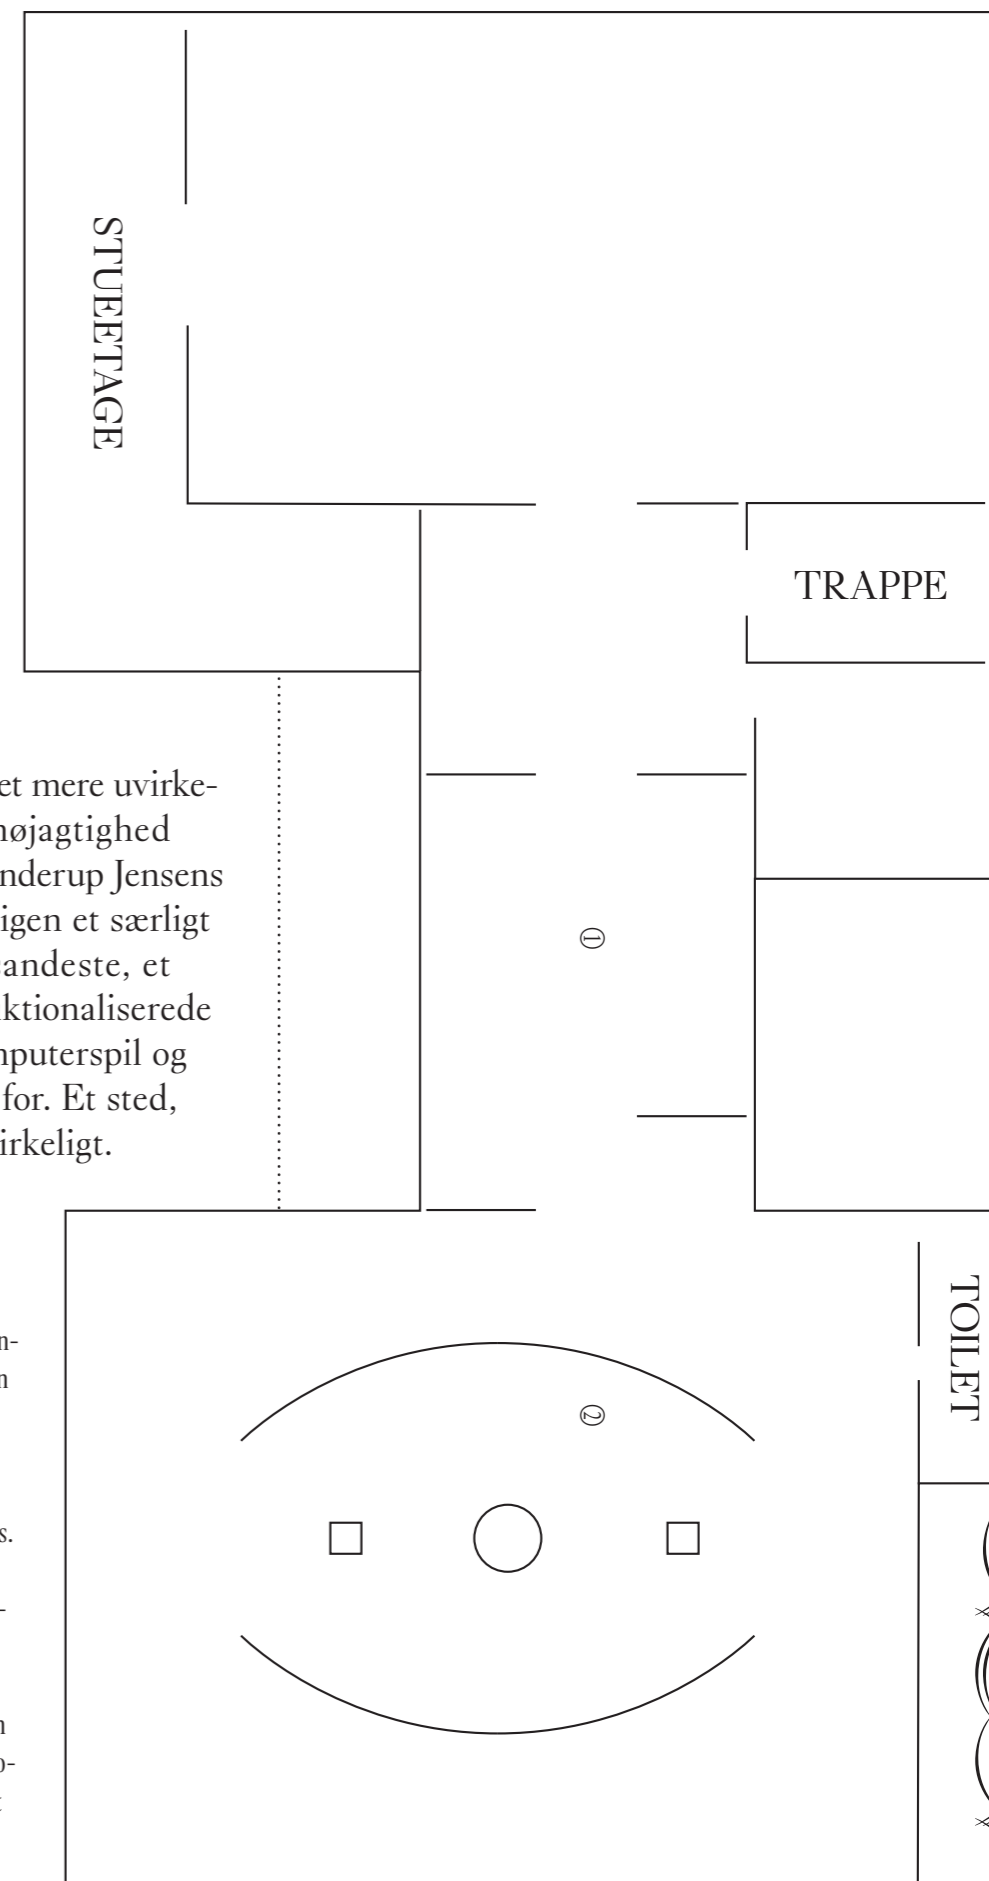 STUEETAGE
TRAPPE
et mere uvirke-
nøjagtighed
nderup Jensens
igen et særligt
andeste, et
ktionaliserede
nputerspil og
for. Et sted,
irkeligt.
①
②
TOILET
n-
n
s.
-
n
o-
t